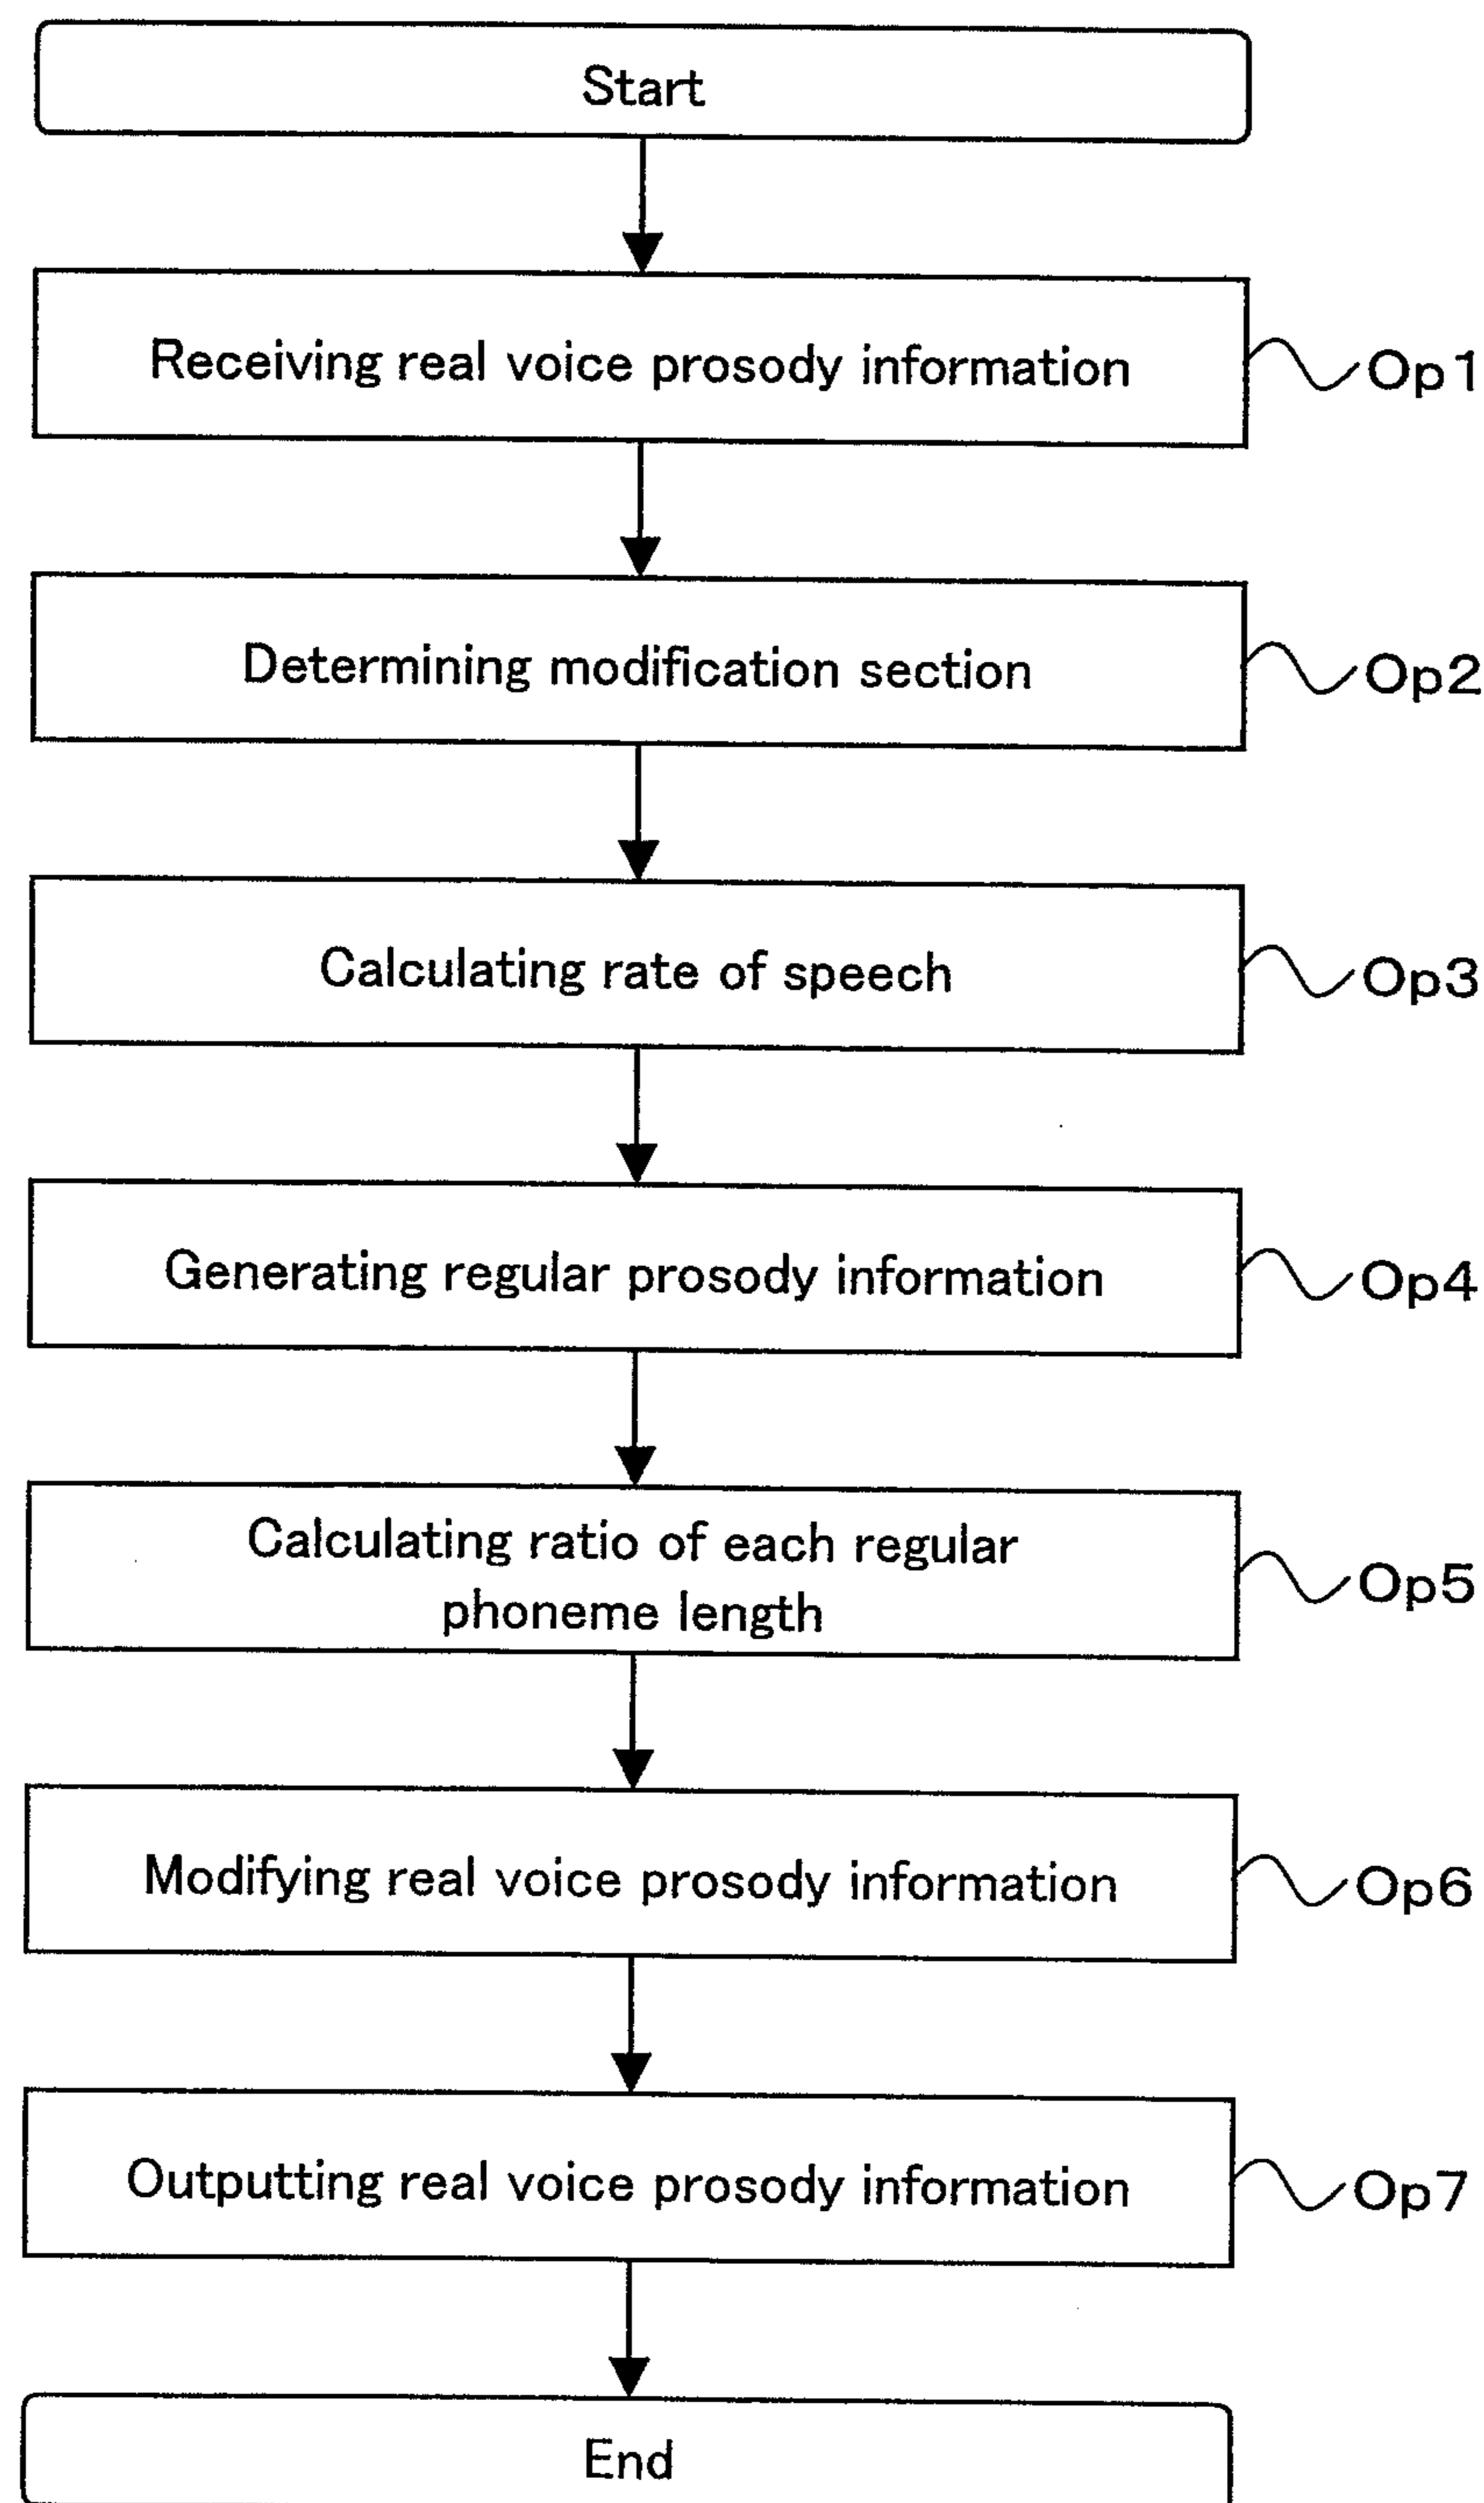 Start
Receiving real voice prosody information
Op1
Determining modification section
Op2
Calculating rate of speech
Op3
Generating regular prosody information
Op4
Calculating ratio of each regular
phoneme length
Op5
Modifying real voice prosody information
Op6
Outputting real voice prosody information
Op7
End